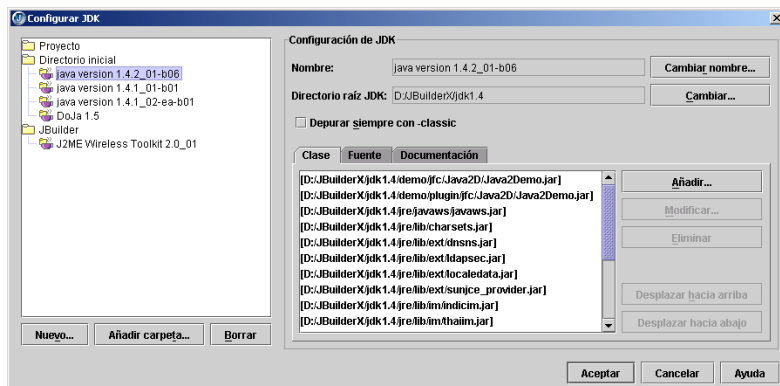 Configurar JDK
Proyecto
Directorio inicial
java version 1.4.2_01-b06
java version 1.4.1_01-b01
java version 1.4.1_02-ea-b01
DoJa 1.5
JBuilder
J2ME Wireless Toolkit 2.0_01
Nuevo...
Añadir carpeta...
Borrar
Configuración de JDK
Nombre:
java version 1.4.2_01-b06
Cambiar nombre...
Directorio raíz JDK:
D:/JBuilderX/jdk1.4
Cambiar...
Depurar siempre con -classic
Clase
Fuente
Documentación
[D:/JBuilderX/jdk1.4/demo/jfc/Java2D/Java2Demo.jar]
[D:/JBuilderX/jdk1.4/demo/plugin/jfc/Java2D/Java2Demo.jar]
[D:/JBuilderX/jdk1.4/jre/javaws/javaws.jar]
[D:/JBuilderX/jdk1.4/jre/lib/charsets.jar]
[D:/JBuilderX/jdk1.4/jre/lib/ext/dnsns.jar]
[D:/JBuilderX/jdk1.4/jre/lib/ext/ldapsec.jar]
[D:/JBuilderX/jdk1.4/jre/lib/ext/localedata.jar]
[D:/JBuilderX/jdk1.4/jre/lib/ext/sunjce_provider.jar]
[D:/JBuilderX/jdk1.4/jre/lib/im/indicim.jar]
[D:/JBuilderX/jdk1.4/jre/lib/im/thaiim.jar]
Añadir...
Modificar...
Eliminar
Desplazar hacia arriba
Desplazar hacia abajo
Aceptar
Cancelar
Ayuda